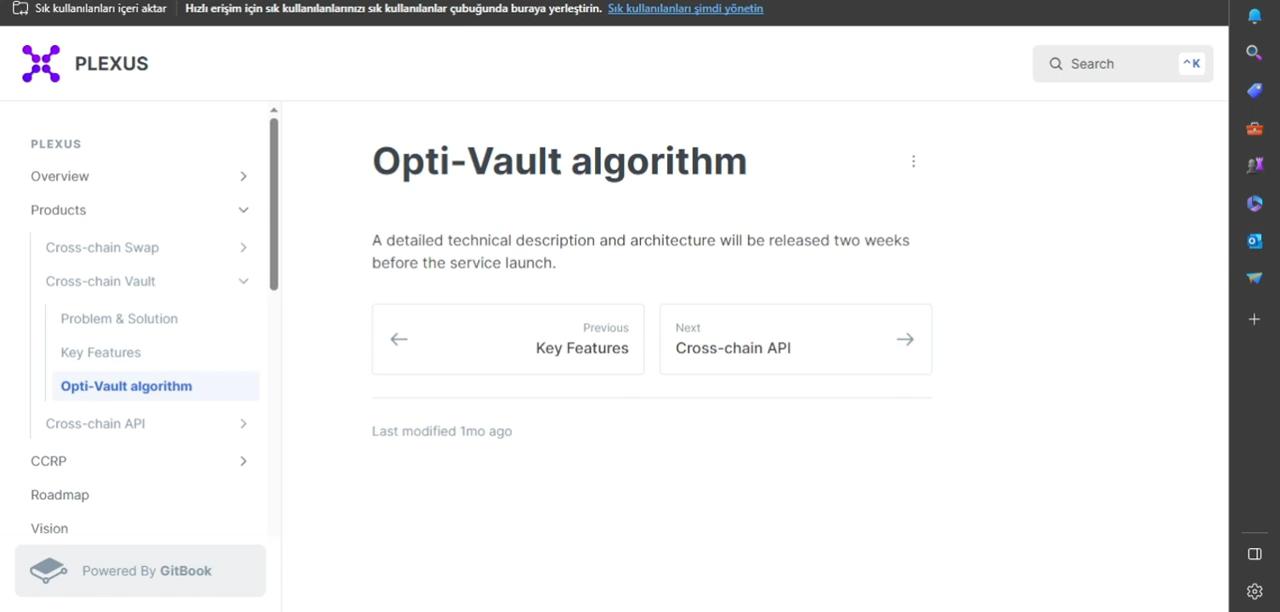 Sık kullanılanları içeri aktar
Hızlı erişim için sık kullanılanlarınızı sık kullanılanlar çubuğunda buraya yerleştirin. Sık kullanılanları şimdi yönetin
PLEXUS
Search
^K
PLEXUS
Overview
Products
Cross-chain Swap
Cross-chain Vault
Problem & Solution
Key Features
Opti-Vault algorithm
Cross-chain API
CCRP
Roadmap
Vision
Powered By GitBook
Opti-Vault algorithm
A detailed technical description and architecture will be released two weeks
before the service launch.
Previous
Key Features
Next
Cross-chain API
Last modified 1mo ago